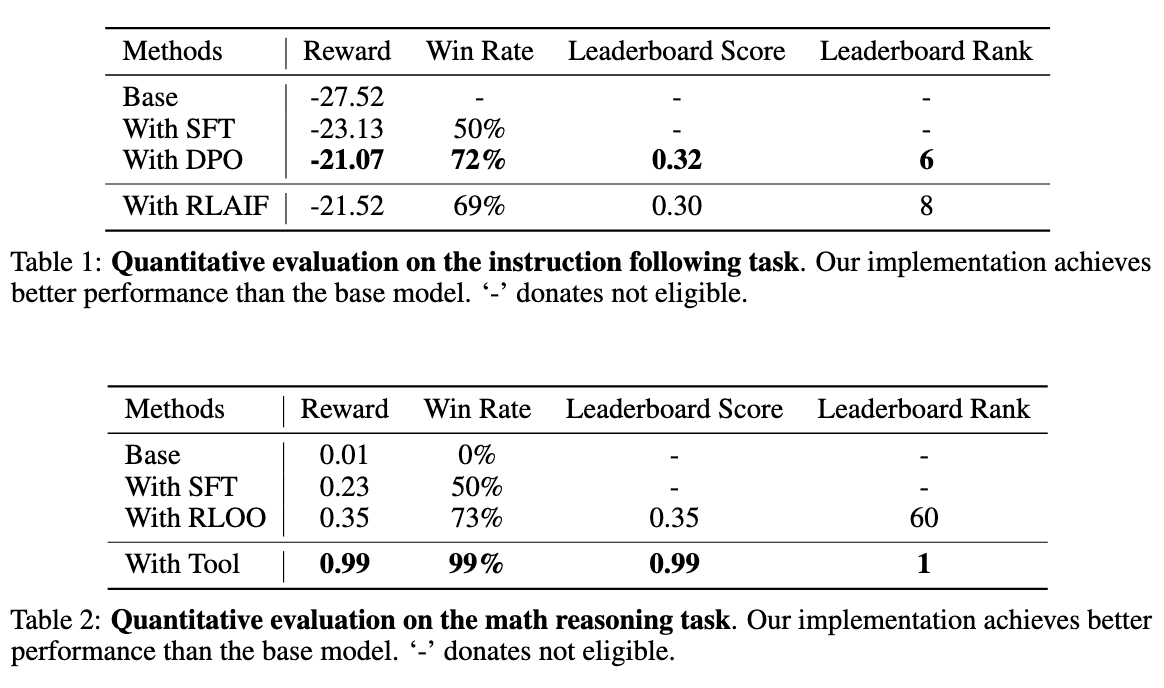 Methods Reward Win Rate Leaderboard Score Leaderboard Rank
Base -27.52 - - -
With SFT -23.13 50% - -
With DPO -21.07 72% 0.32 6
With RLAIF -21.52 69% 0.30 8
Table 1: Quantitative evaluation on the instruction following task. Our implementation achieves
better performance than the base model. ‘-’ donates not eligible.
Methods Reward Win Rate Leaderboard Score Leaderboard Rank
Base 0.01 0% - -
With SFT 0.23 50% - -
With RLOO 0.35 73% 0.35 60
With Tool 0.99 99% 0.99 1
Table 2: Quantitative evaluation on the math reasoning task. Our implementation achieves better
performance than the base model. ‘-’ donates not eligible.